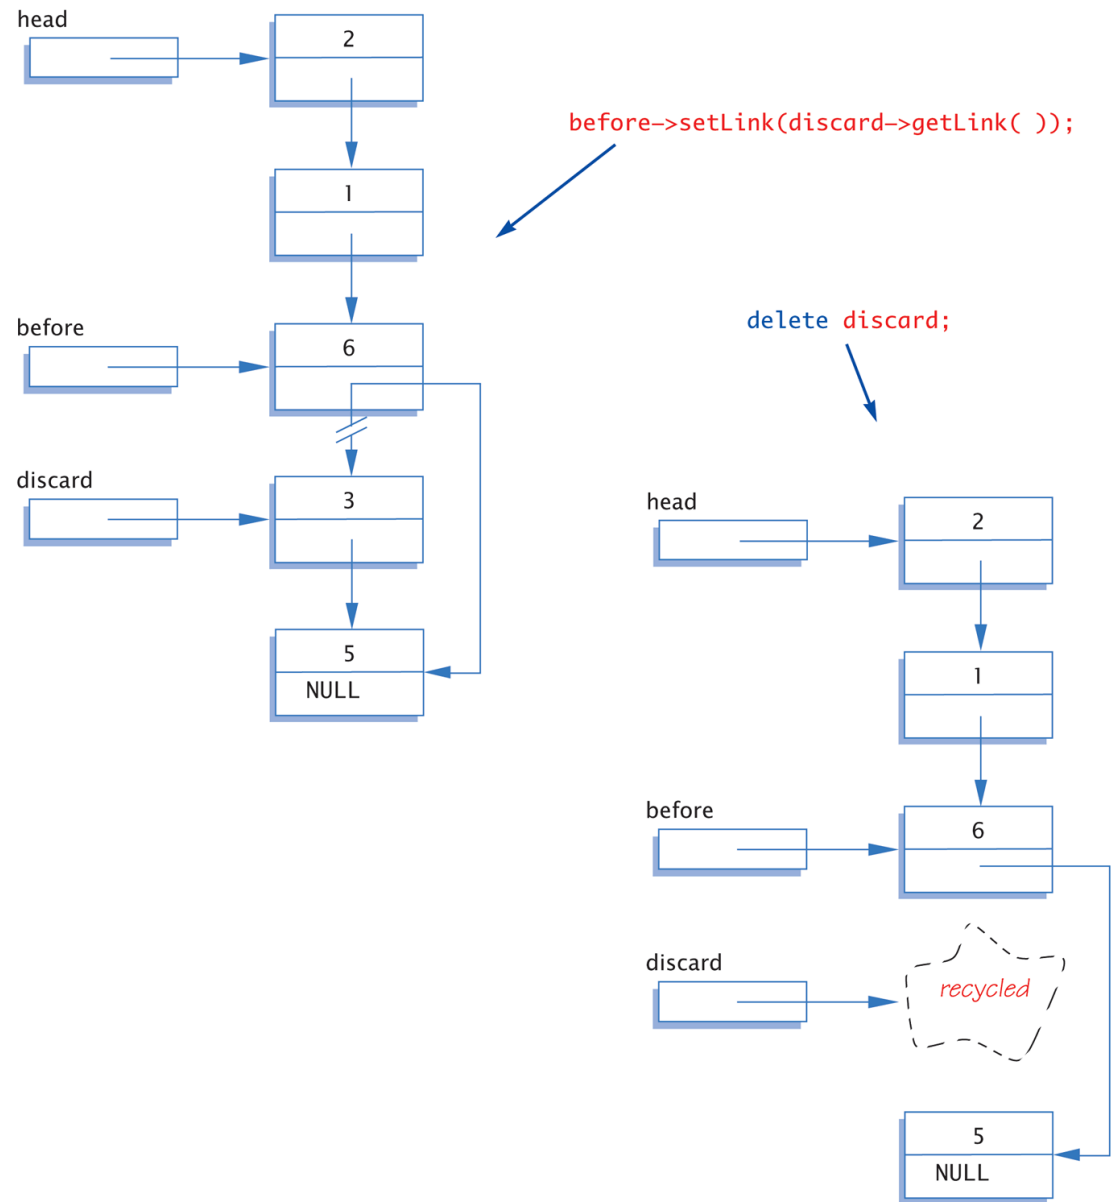 head
2
before—>setLink(discard—>getLink( ));
1
before
6
delete discard;
discard
3
head
2
5
NULL
1
before
6
discard
recycled
5
NULL